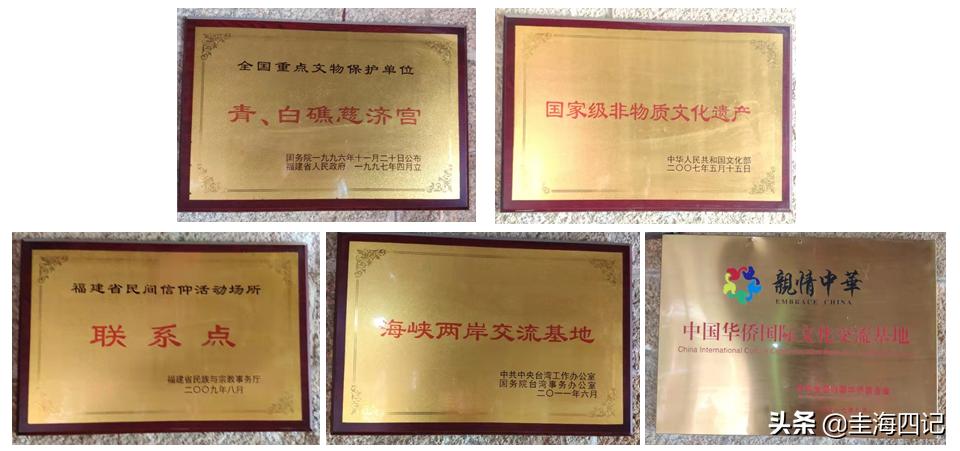 全国重点文物保护单位
青、白礁慈济宫
国务院一九九六年十一月二十日公布
福建省人民政府 一九九七年四月立
国家级非物质文化遗产
中华人民共和国文化部
二〇〇七年五月十五日
福建省民间信仰活动场所
联系点
福建省民族与宗教事务厅
二〇〇九年八月
海峡两岸交流基地
中共中央台湾工作办公室
国务院台湾事务办公室
二〇一一年六月
親情中華
EMBRACE CHINA
中国华侨国际文化交流基地
China International
头条 @圭海四记